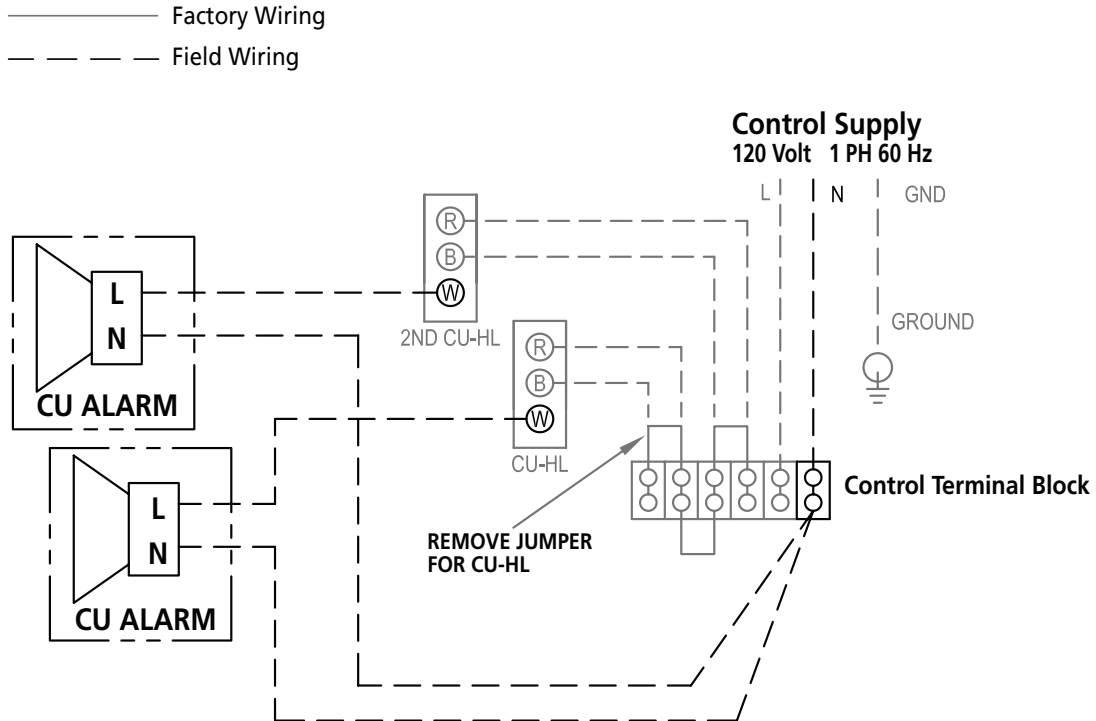 Factory Wiring
Field Wiring
Control Supply
120 Volt 1 PH 60 Hz
L N GND
R
B
W
2ND CU-HL
L
N
CU ALARM
GROUND
R
B
W
CU-HL
Control Terminal Block
L
N
CU ALARM
REMOVE JUMPER
FOR CU-HL